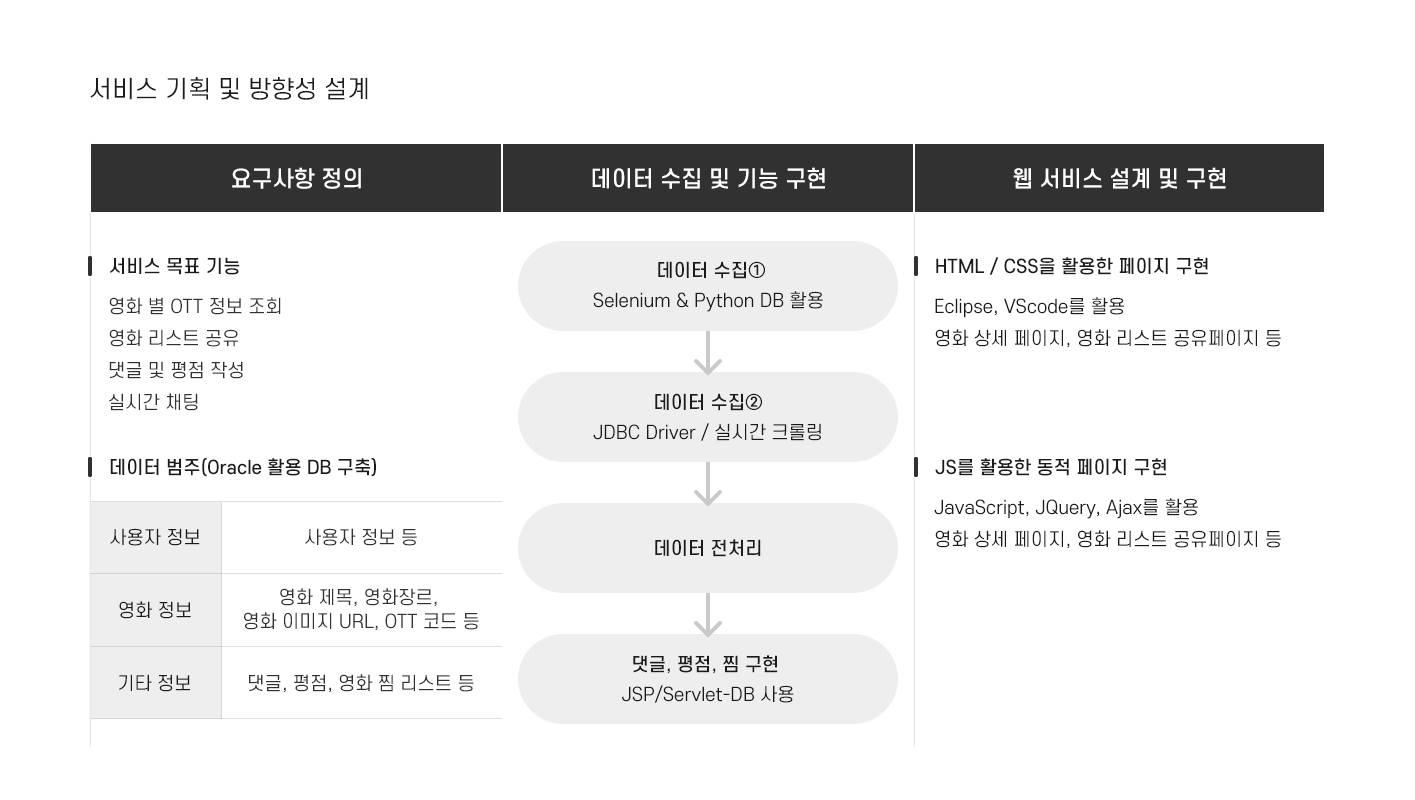 서비스 기획 및 방향성 설계
요구사항 정의
데이터 수집 및 기능 구현
웹 서비스 설계 및 구현
서비스 목표 기능
영화 별 OTT 정보 조회
영화 리스트 공유
댓글 및 평점 작성
실시간 채팅
데이터 범주(Oracle 활용 DB 구축)
사용자 정보
사용자 정보 등
영화 정보
영화 제목, 영화장르,
영화 이미지 URL, OTT 코드 등
기타 정보
댓글, 평점, 영화 찜 리스트 등
데이터 수집①
Selenium & Python DB 활용
데이터 수집②
JDBC Driver / 실시간 크롤링
데이터 전처리
댓글, 평점, 찜 구현
JSP/Servlet-DB 사용
HTML / CSS을 활용한 페이지 구현
Eclipse, VScode를 활용
영화 상세 페이지, 영화 리스트 공유페이지 등
JS를 활용한 동적 페이지 구현
JavaScript, JQuery, Ajax를 활용
영화 상세 페이지, 영화 리스트 공유페이지 등